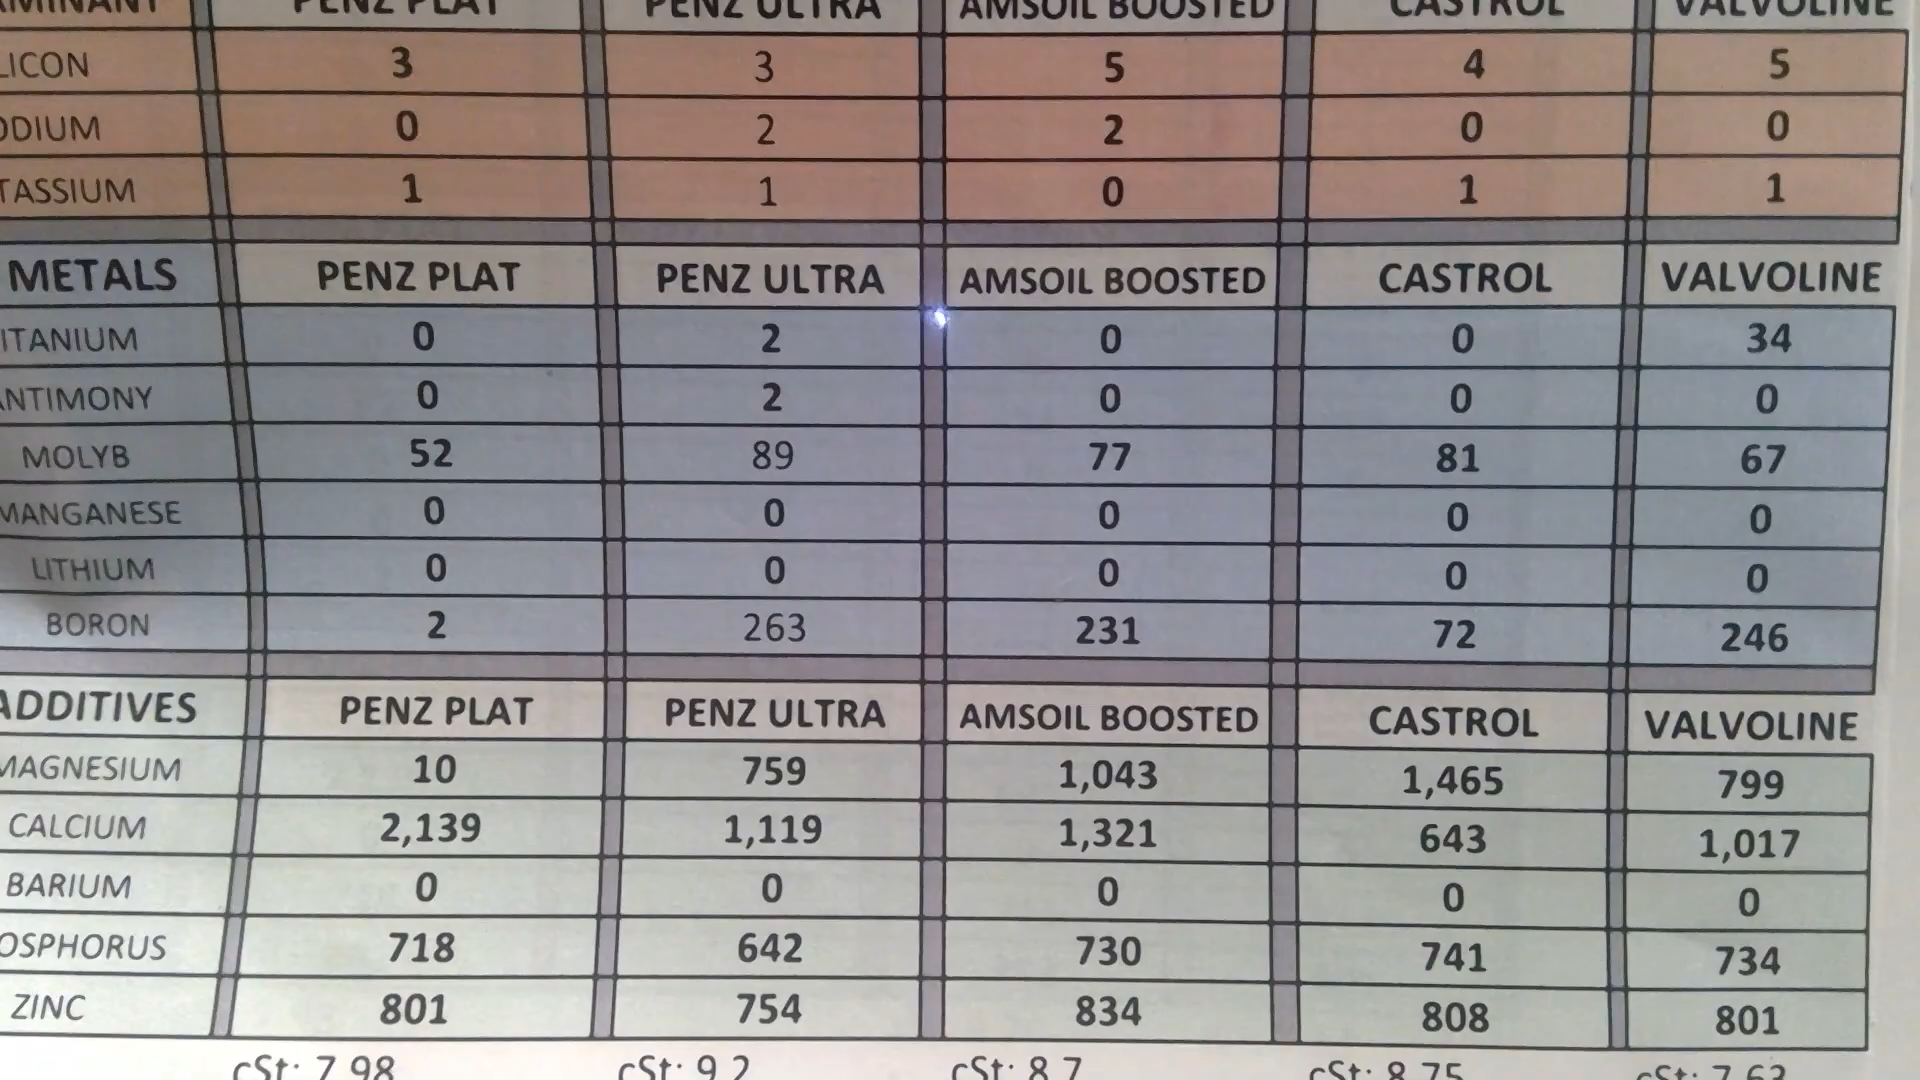 PENZ PLAT PENZ ULTRA AMSOIL BOOSTED CASTROL VALVOLINE
LICON 3 3 5 4 5
ODIUM 0 2 2 0 0
TASSIUM 1 1 0 1 1
METALS PENZ PLAT PENZ ULTRA AMSOIL BOOSTED CASTROL VALVOLINE
ITANIUM 0 2 0 0 34
ANTIMONY 0 2 0 0 0
MOLYB 52 89 77 81 67
MANGANESE 0 0 0 0 0
LITHIUM 0 0 0 0 0
BORON 2 263 231 72 246
ADDITIVES PENZ PLAT PENZ ULTRA AMSOIL BOOSTED CASTROL VALVOLINE
MAGNESIUM 10 759 1,043 1,465 799
CALCIUM 2,139 1,119 1,321 643 1,017
BARIUM 0 0 0 0 0
OSPHORUS 718 642 730 741 734
ZINC 801 754 834 808 801
cSt: 7.98 cSt: 9.2 cSt: 8.7 cSt: 8.75 cSt: 7.63